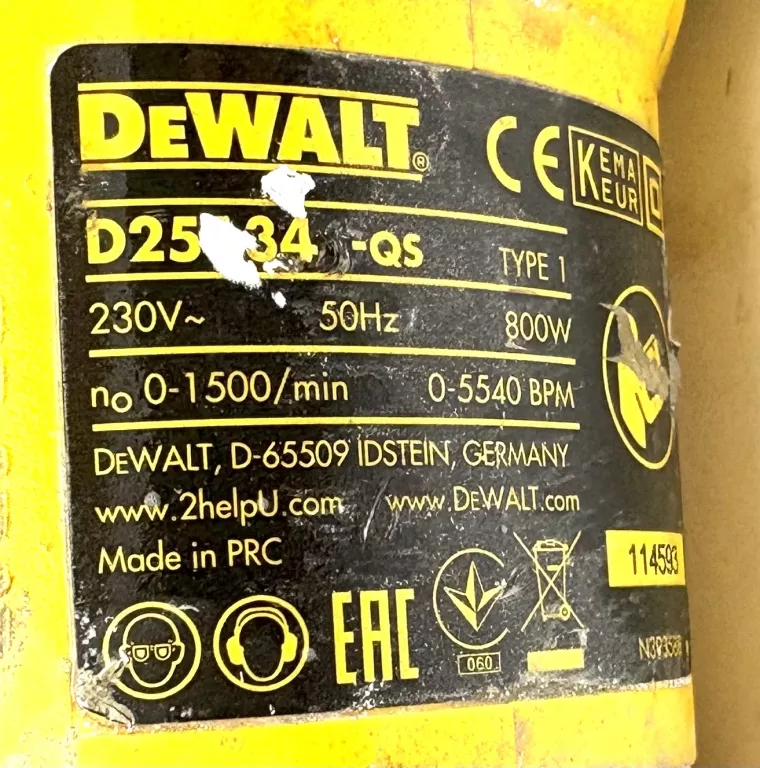 DEWALT®
CE KEMA KEUR
-QS TYPE 1
230V~ 50Hz 800W
no 0-1500/min 0-5540 BPM
DEWALT, D-65509 IDSTEIN, GERMANY
www.2helpU.com www.DEWALT.com
Made in PRC
114593
EAC
060